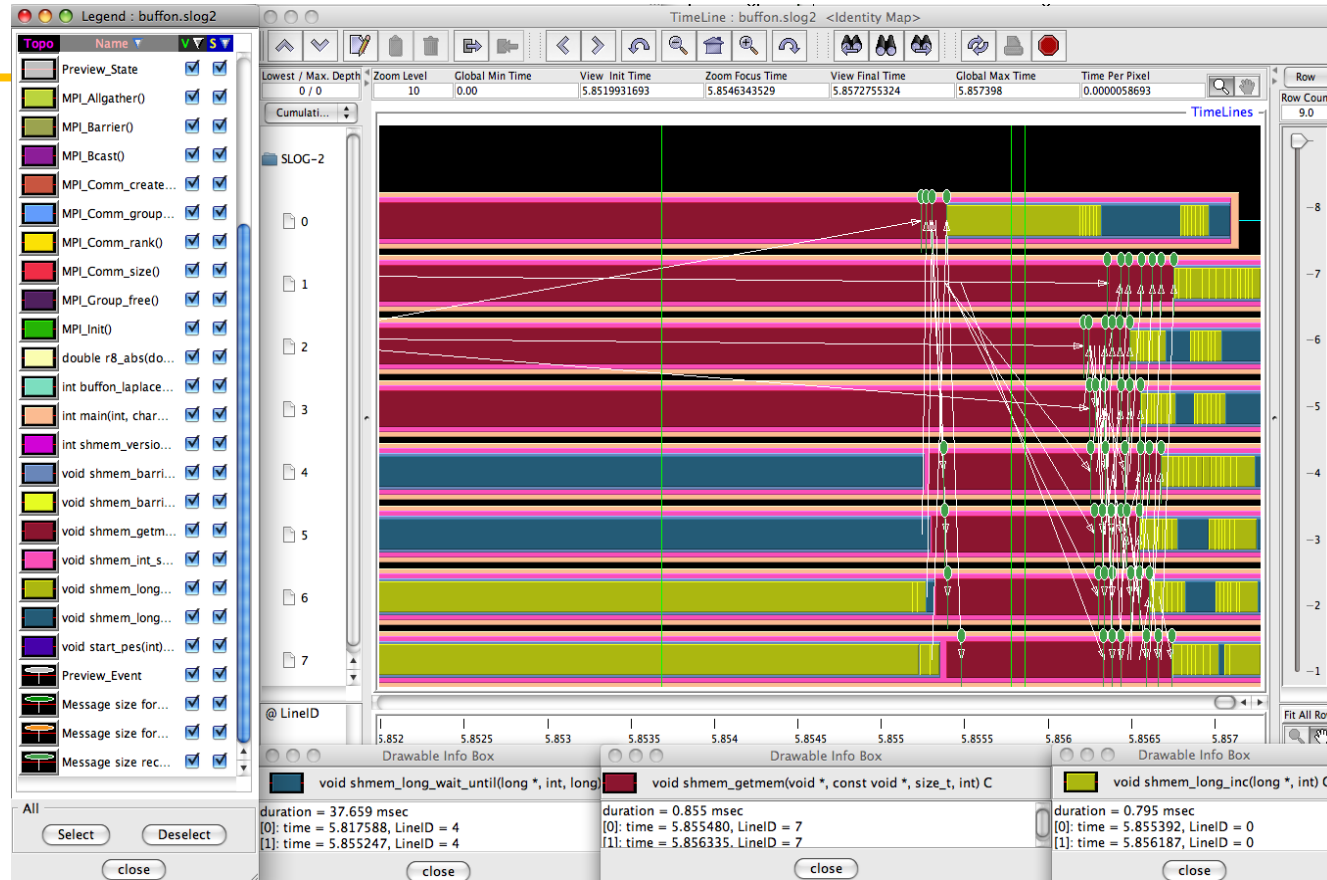 Legend : buffon.slog2
Topo Name V S
Preview_State
MPI_Allgather()
MPI_Barrier()
MPI_Bcast()
MPI_Comm_create...
MPI_Comm_group...
MPI_Comm_rank()
MPI_Comm_size()
MPI_Group_free()
MPI_Init()
double r8_abs(do...
int buffon_laplace...
int main(int, char...
int shmem_versio...
void shmem_barri...
void shmem_barri...
void shmem_getm...
void shmem_int_s...
void shmem_long...
void shmem_long...
void start_pes(int)...
Preview_Event
Message size for...
Message size for...
Message size rec...
All
Select Deselect
close
TimeLine : buffon.slog2 <Identity Map>
Lowest / Max. Depth Zoom Level Global Min Time View Init Time Zoom Focus Time View Final Time Global Max Time Time Per Pixel
0 / 0 10 0.00 5.8519931693 5.8546343529 5.8572755324 5.857398 0.0000058693
Row
Row Coun
9.0
Cumulati...
TimeLines
SLOG-2
0
1
2
3
4
5
6
7
8
7
6
5
4
3
2
1
Fit All Ro
@ LineID
5.852 5.8525 5.853 5.8535 5.854 5.8545 5.855 5.8555 5.856 5.8565 5.857
Drawable Info Box
void shmem_long_wait_until(long *, int, long)
duration = 37.659 msec
[0]: time = 5.817588, LineID = 4
[1]: time = 5.855247, LineID = 4
close
Drawable Info Box
void shmem_getmem(void *, const void *, size_t, int) C
duration = 0.855 msec
[0]: time = 5.855480, LineID = 7
[1]: time = 5.856335, LineID = 7
close
Drawable Info Box
void shmem_long_inc(long *, int) C
duration = 0.795 msec
[0]: time = 5.855392, LineID = 0
[1]: time = 5.856187, LineID = 0
close